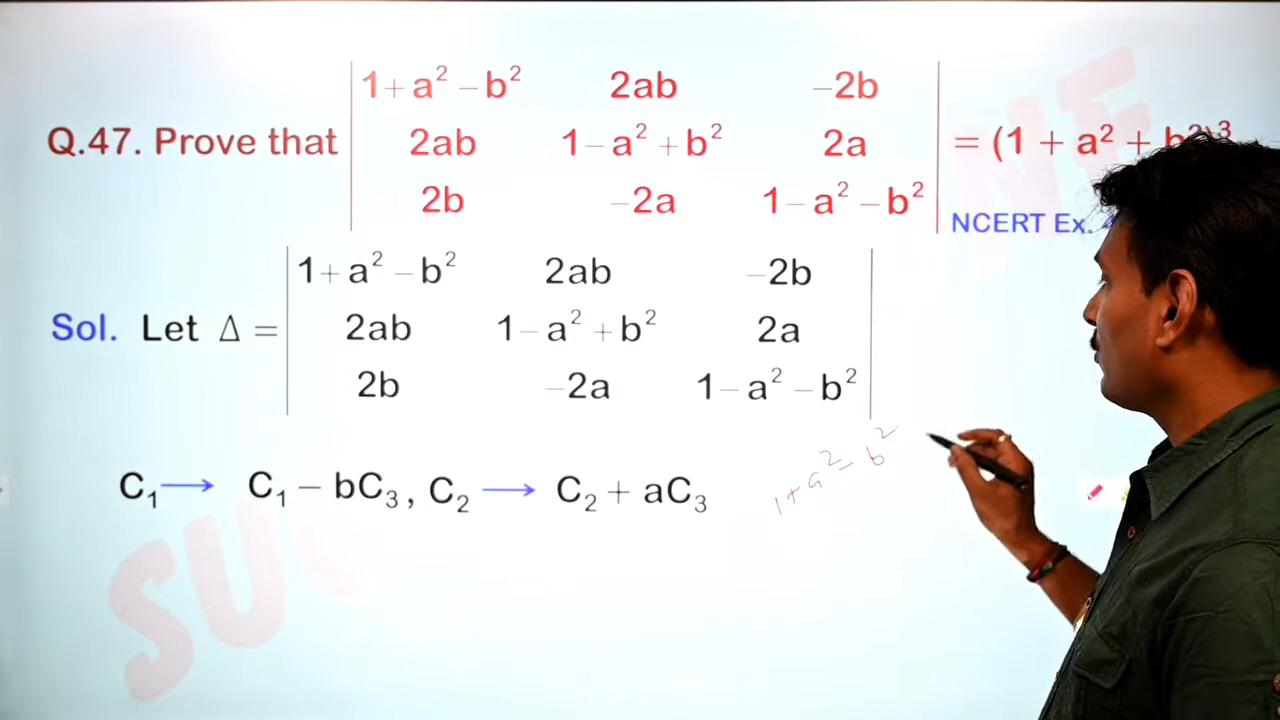 Q.47. Prove that | 1+ a² – b² 2ab –2b |
| 2ab 1– a² + b² 2a | = (1 + a² + b²)³
| 2b –2a 1– a² – b² |
NCERT Ex.
Sol. Let Δ = | 1+ a² – b² 2ab –2b |
| 2ab 1– a² + b² 2a |
| 2b –2a 1– a² – b² |
C₁ → C₁ – bC₃ , C₂ → C₂ + aC₃
1 + a² – b²